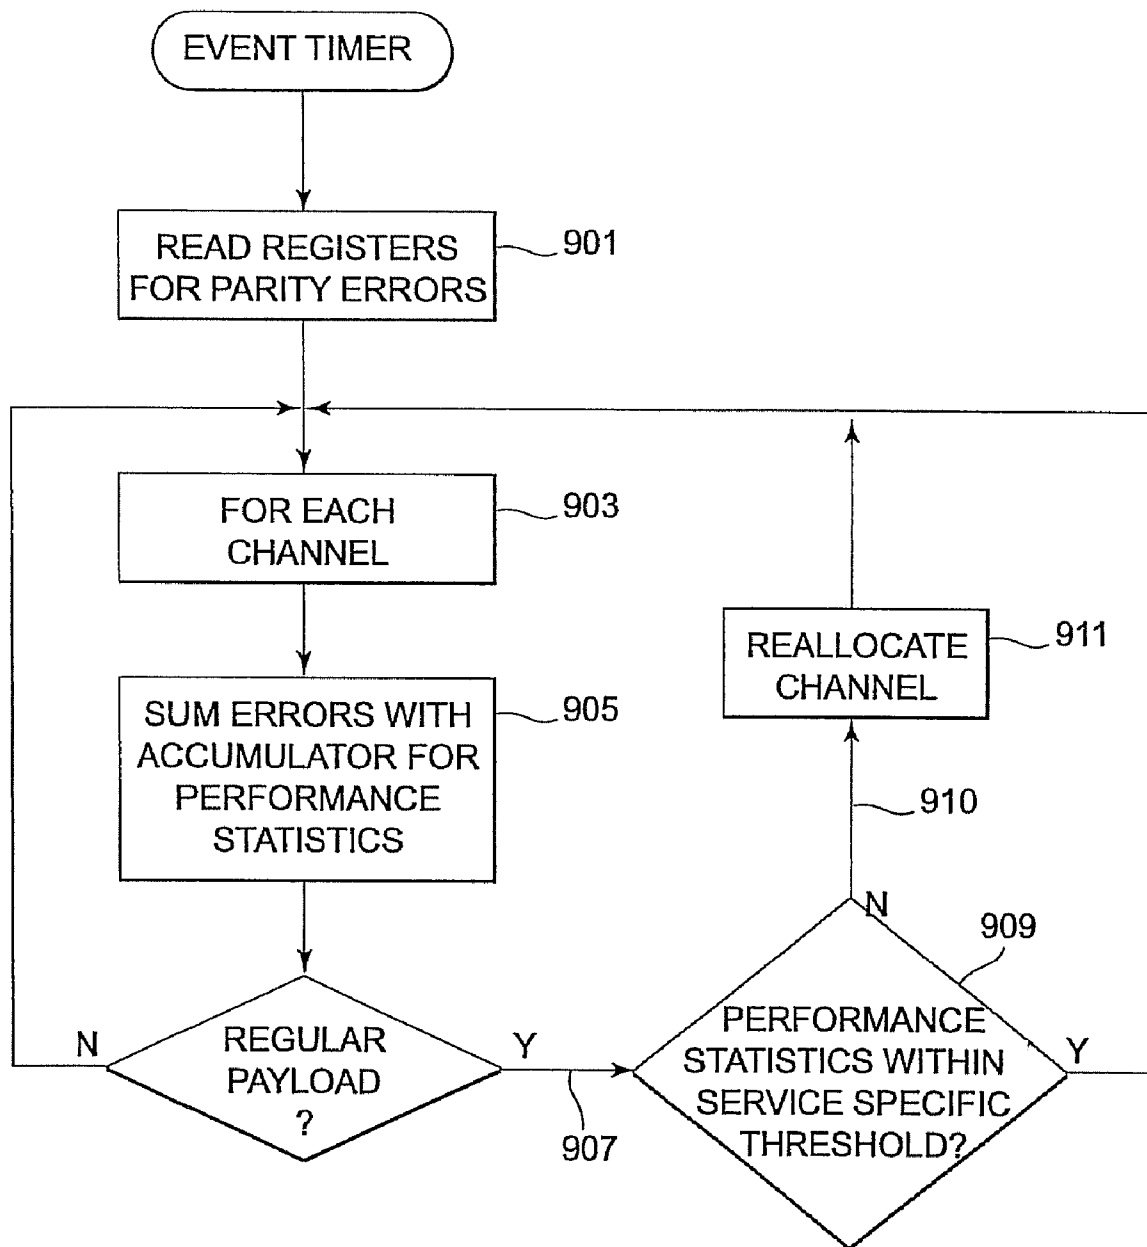 EVENT TIMER
READ REGISTERS
FOR PARITY ERRORS
901
FOR EACH
CHANNEL
903
SUM ERRORS WITH
ACCUMULATOR FOR
PERFORMANCE
STATISTICS
905
REALLOCATE
CHANNEL
911
910
N
REGULAR
PAYLOAD
?
Y
907
N
909
PERFORMANCE
STATISTICS WITHIN
SERVICE SPECIFIC
THRESHOLD?
Y